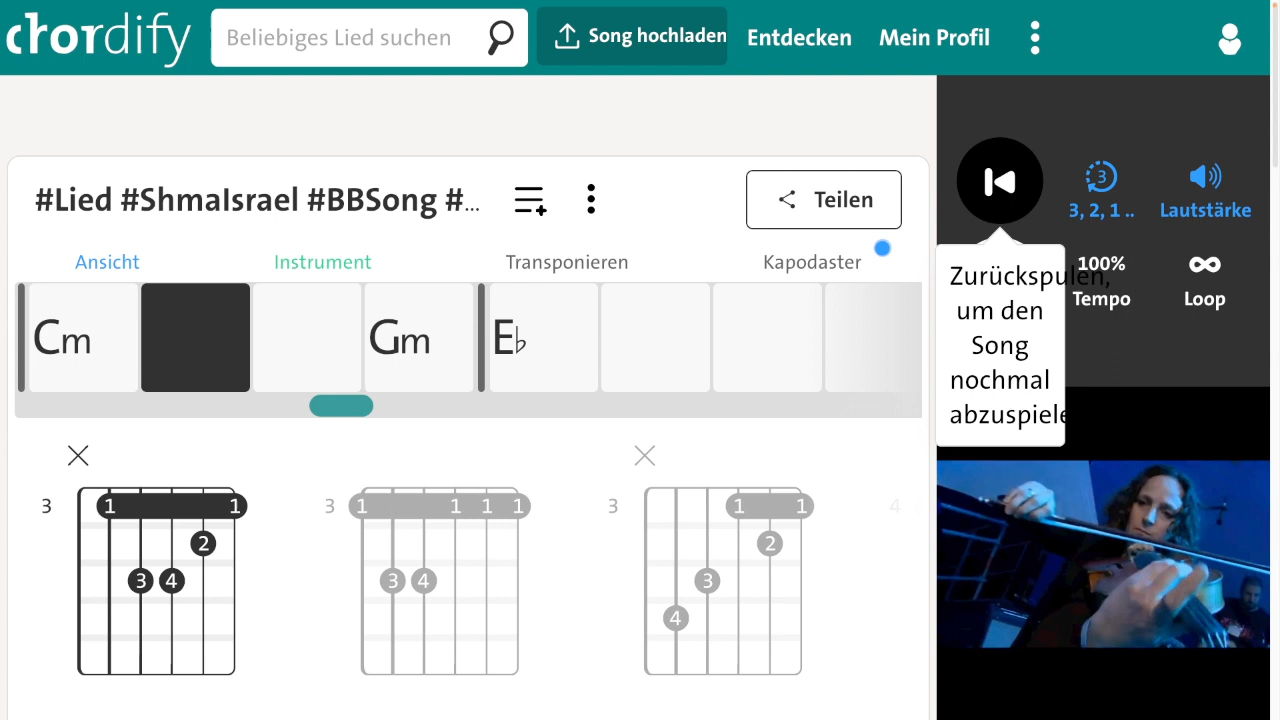 chordify
Beliebiges Lied suchen
Song hochladen
Entdecken
Mein Profil
#Lied #ShmaIsrael #BBSong #...
Teilen
3
3, 2, 1 ..
Lautstärke
Ansicht
Instrument
Transponieren
Kapodaster
100%
Tempo
Loop
Zurückspulen,
um den
Song
nochmal
abzuspiele
Cm
Gm
E♭
3 1 1
2
3 4
3 1 1 1 1
3 4
3 1 1
2
3
4
4